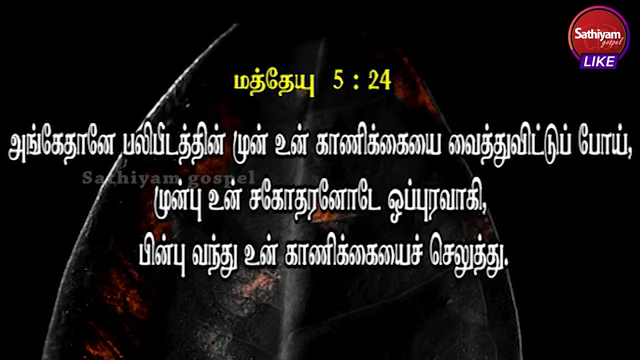 Sathiyam
gospel
LIKE
மத்தேயு 5 : 24
அங்கேதானே பலிபீடத்தின் முன் உன் காணிக்கையை வைத்துவிட்டுப் போய்,
Sathiyam gospel
முன்பு உன் சகோதரனோடே ஒப்புரவாகி,
பின்பு வந்து உன் காணிக்கையைச் செலுத்து.